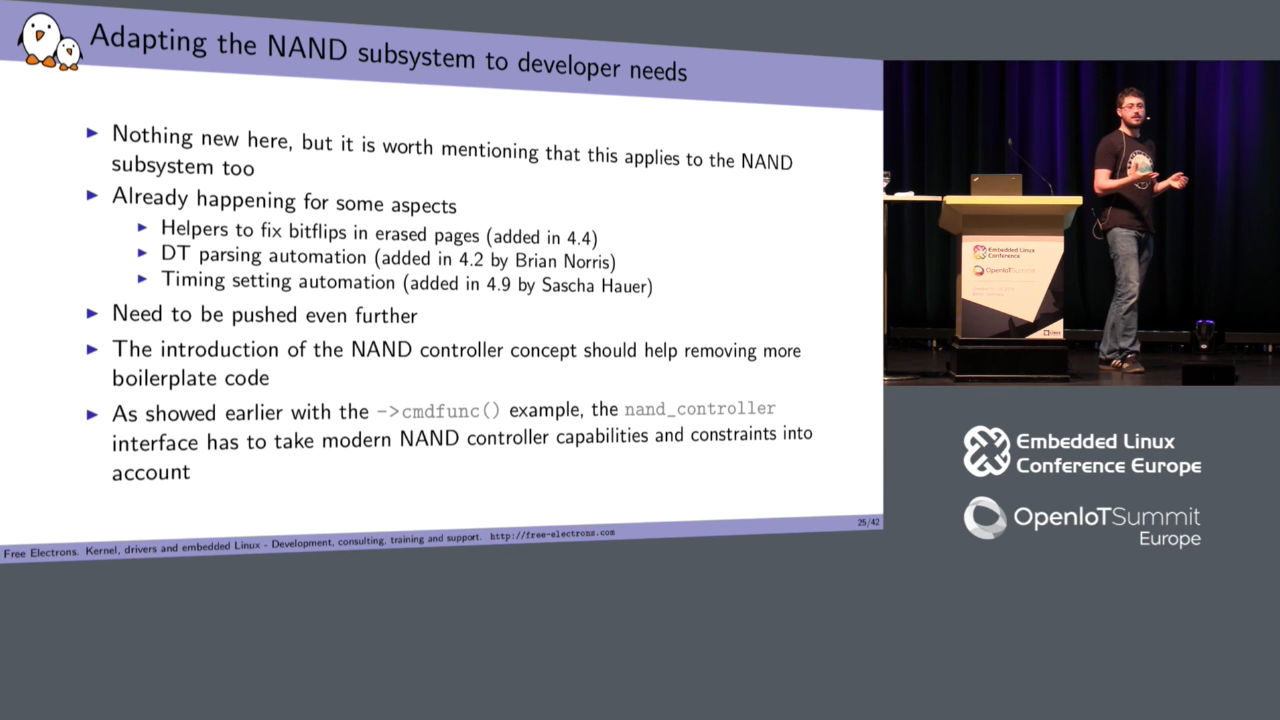 Adapting the NAND subsystem to developer needs
Nothing new here, but it is worth mentioning that this applies to the NAND
subsystem too
Already happening for some aspects
Helpers to fix bitflips in erased pages (added in 4.4)
DT parsing automation (added in 4.2 by Brian Norris)
Timing setting automation (added in 4.9 by Sascha Hauer)
Need to be pushed even further
The introduction of the NAND controller concept should help removing more
boilerplate code
As showed earlier with the ->cmdfunc() example, the nand_controller
interface has to take modern NAND controller capabilities and constraints into
account
25/42
Free Electrons. Kernel, drivers and embedded Linux - Development, consulting, training and support. http://free-electrons.com
Embedded Linux
Conference
OpenIoTSummit
Embedded Linux
Conference Europe
OpenIoTSummit
Europe